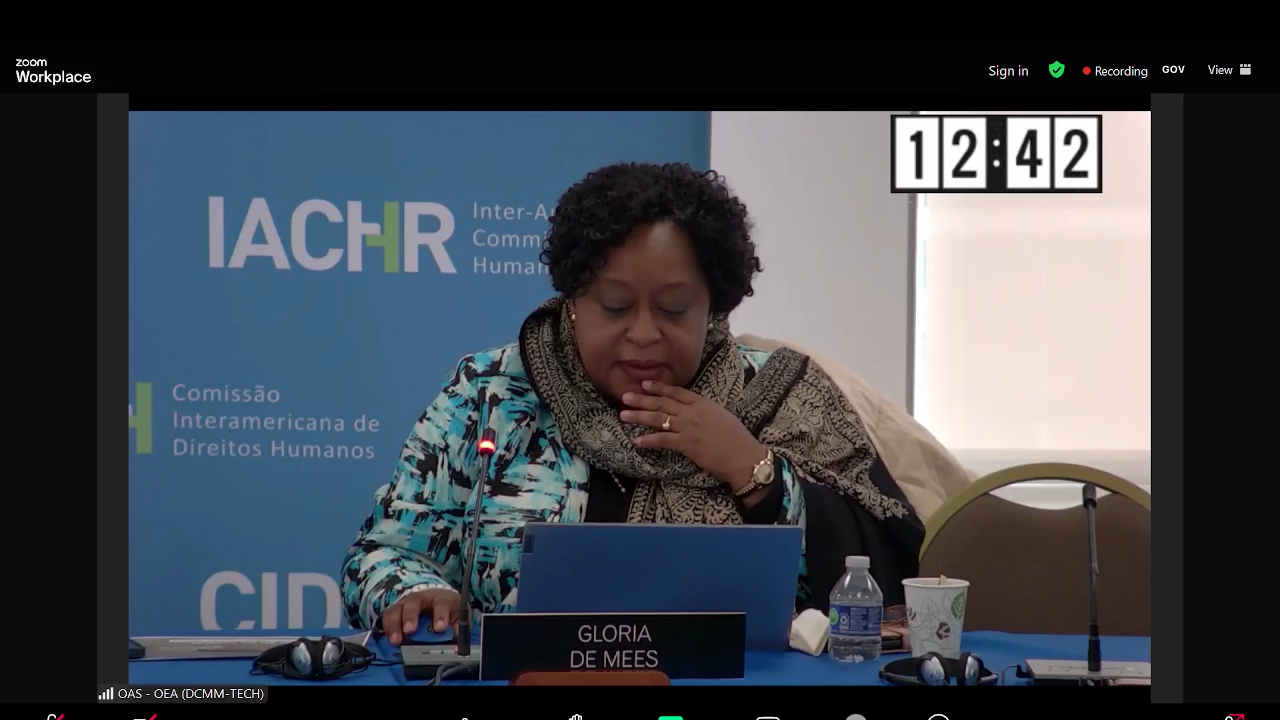 zoom
Workplace
Sign in
Recording
GOV
View
12:42
IACHR
Inter-A
Commi
Human
Comissão
Interamericana de
Direitos Humanos
CID
GLORIA
DE MEES
OAS - OEA (DCMM-TECH)